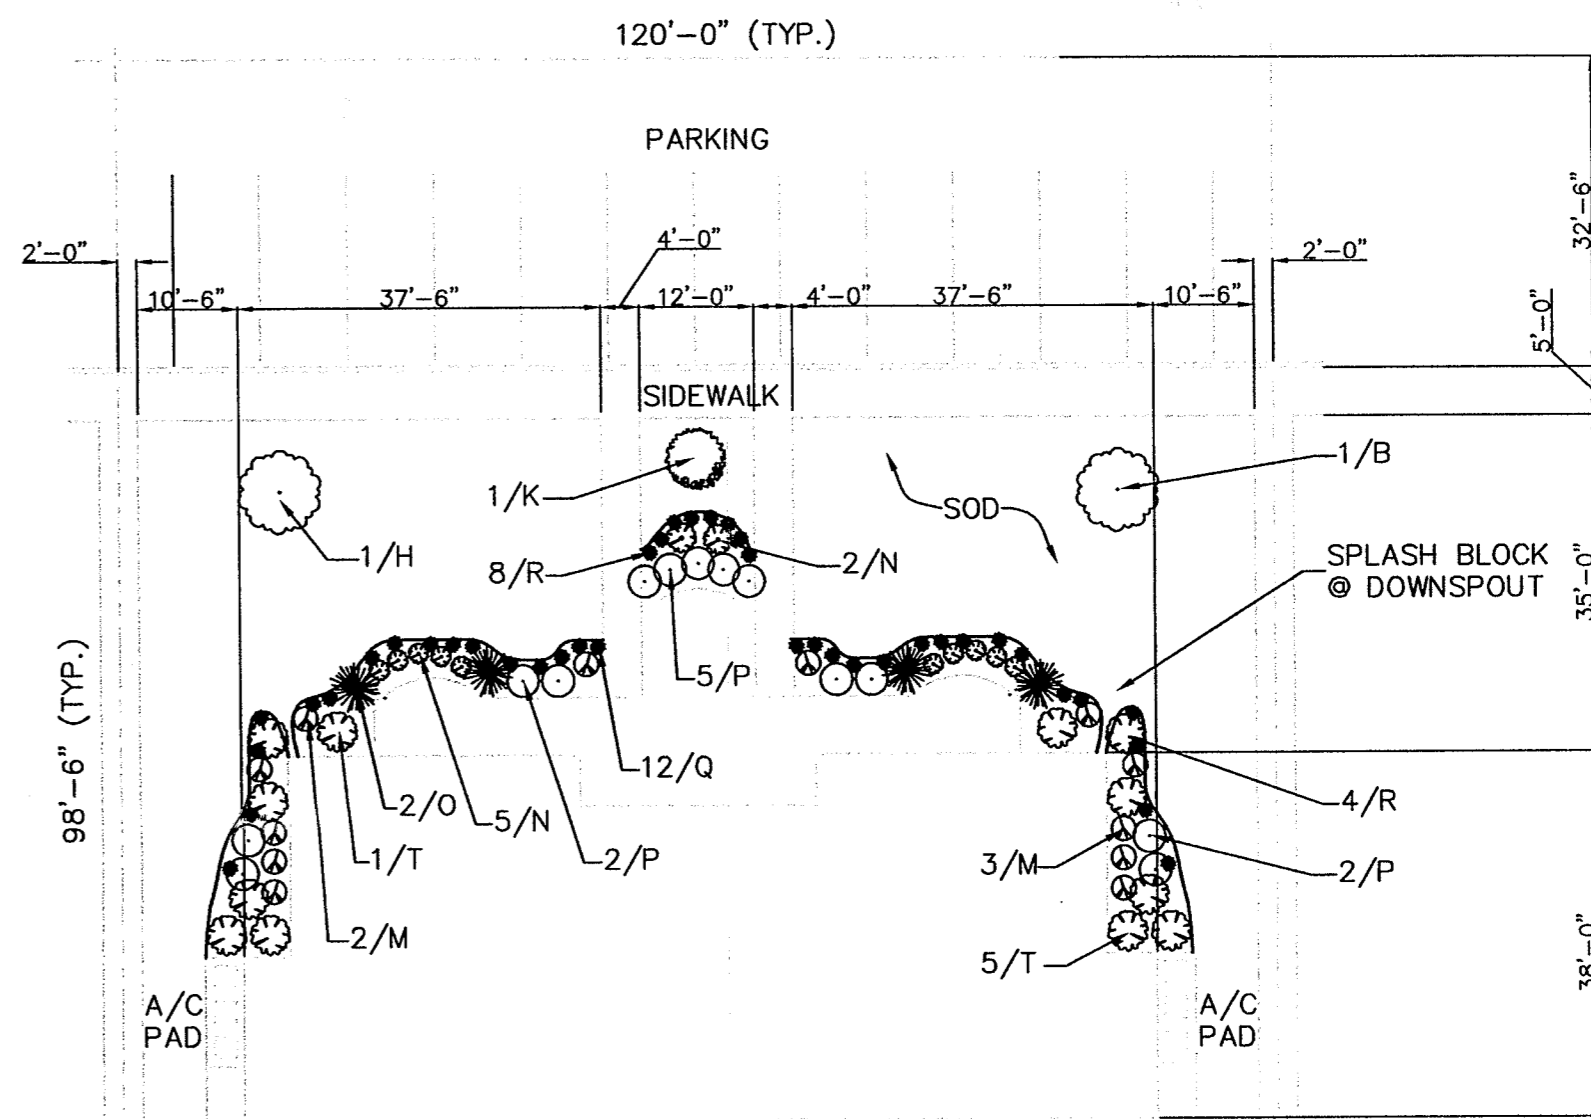 120'-0" (TYP.)
PARKING
32'-6"
2'-0"
4'-0"
2'-0"
10'-6"
37'-6"
12'-0"
4'-0"
37'-6"
10'-6"
5'-0"
SIDEWALK
1/K
1/B
SOD
1/H
8/R
2/N
SPLASH BLOCK
@ DOWNSPOUT
35'-0"
5/P
98'-6" (TYP.)
12/Q
2/O
5/N
4/R
1/T
2/P
3/M
2/P
2/M
5/T
38'-0"
A/C
PAD
A/C
PAD